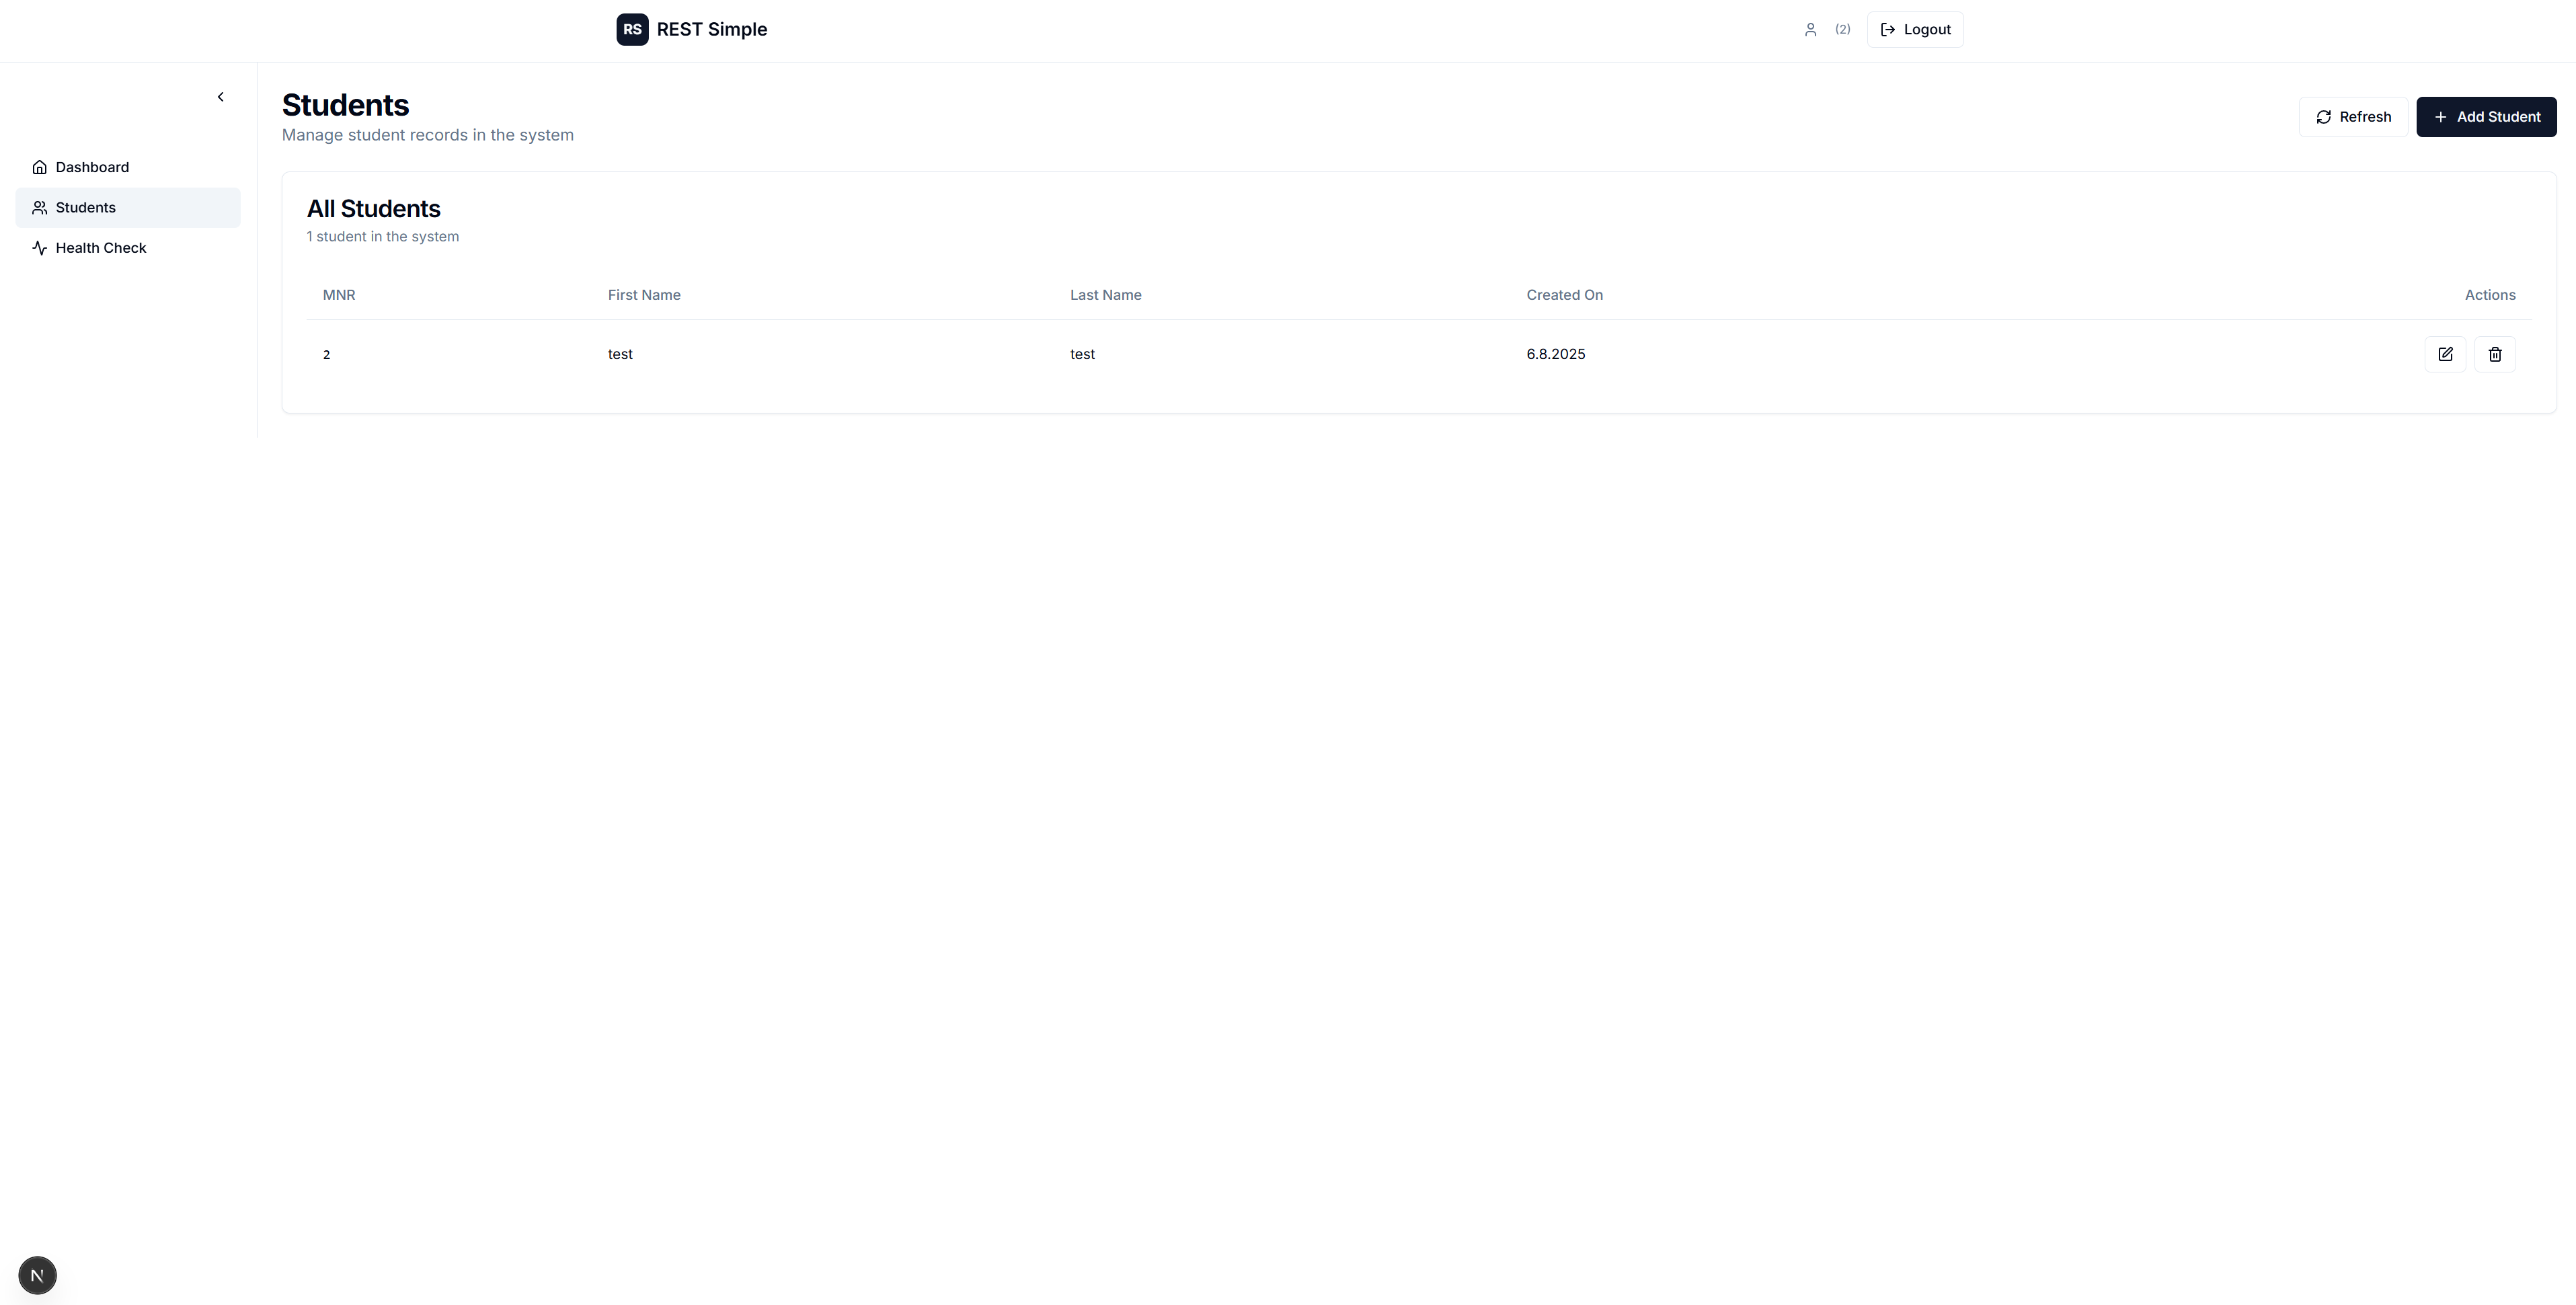 RS REST Simple (2) Logout
Students
Manage student records in the system
Refresh
Add Student
Dashboard
Students
Health Check
All Students
1 student in the system
MNR First Name Last Name Created On Actions
2 test test 6.8.2025
N